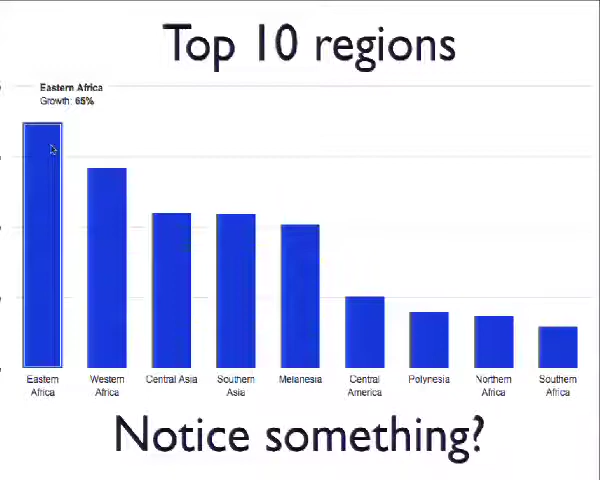 Top 10 regions
Eastern Africa
Growth: 65%
Eastern Africa
Western Africa
Central Asia
Southern Asia
Melanesia
Central America
Polynesia
Northern Africa
Southern Africa
Notice something?